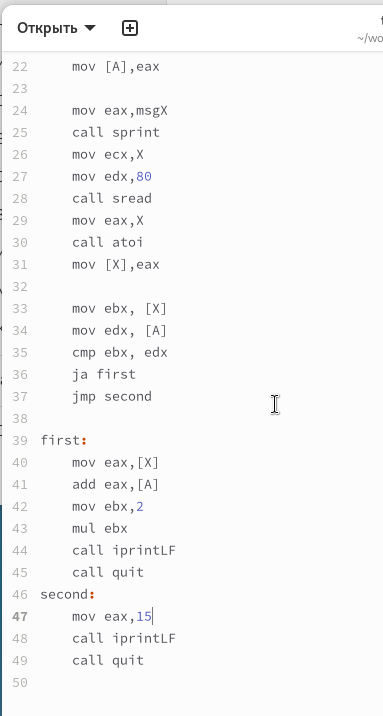 Открыть
~/wo
22 mov [A],eax
23
24 mov eax,msgX
25 call sprint
26 mov ecx,X
27 mov edx,80
28 call sread
29 mov eax,X
30 call atoi
31 mov [X],eax
32
33 mov ebx, [X]
34 mov edx, [A]
35 cmp ebx, edx
36 ja first
37 jmp second
38
39 first:
40 mov eax,[X]
41 add eax,[A]
42 mov ebx,2
43 mul ebx
44 call iprintLF
45 call quit
46 second:
47 mov eax,15
48 call iprintLF
49 call quit
50